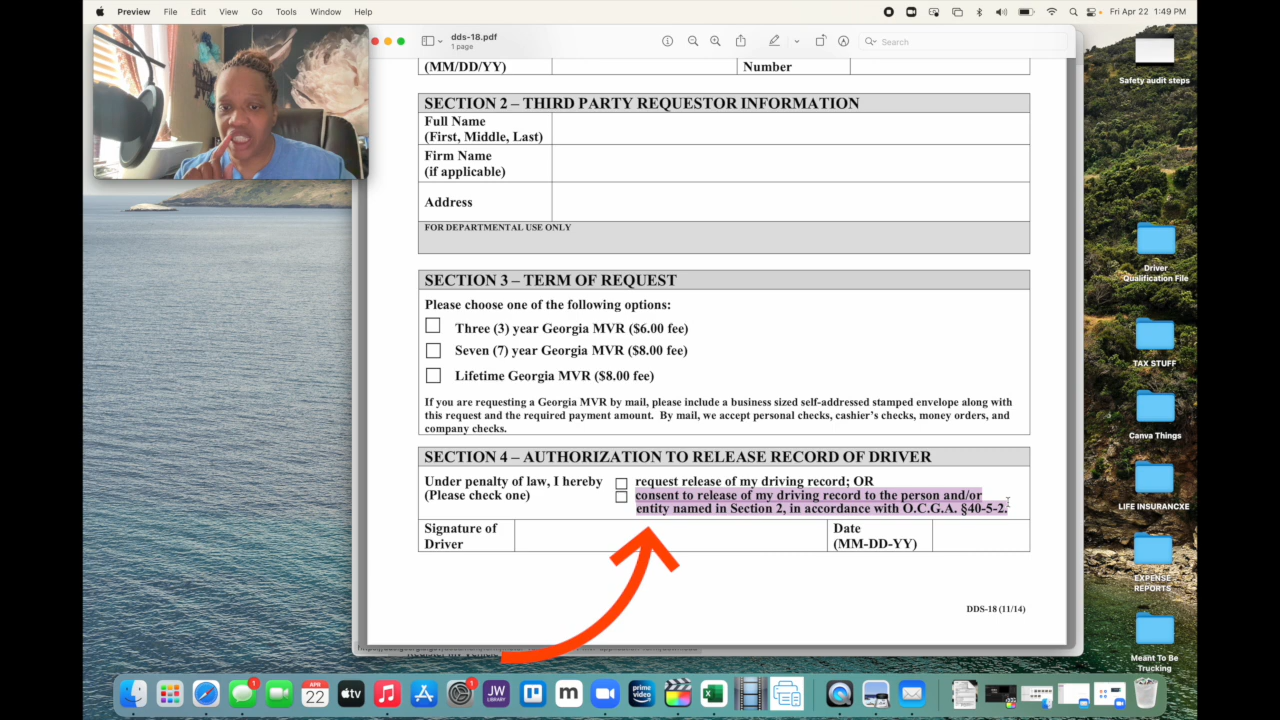 Preview File Edit View Go Tools Window Help
Fri Apr 22 1:49 PM
dds-18.pdf
1 page
Search
(MM/DD/YY)
Number
SECTION 2 – THIRD PARTY REQUESTOR INFORMATION
Full Name
(First, Middle, Last)
Firm Name
(if applicable)
Address
FOR DEPARTMENTAL USE ONLY
SECTION 3 – TERM OF REQUEST
Please choose one of the following options:
Three (3) year Georgia MVR ($6.00 fee)
Seven (7) year Georgia MVR ($8.00 fee)
Lifetime Georgia MVR ($8.00 fee)
If you are requesting a Georgia MVR by mail, please include a business sized self-addressed stamped envelope along with
this request and the required payment amount. By mail, we accept personal checks, cashier's checks, money orders, and
company checks.
SECTION 4 – AUTHORIZATION TO RELEASE RECORD OF DRIVER
Under penalty of law, I hereby
(Please check one)
request release of my driving record; OR
consent to release of my driving record to the person and/or
entity named in Section 2, in accordance with O.C.G.A. §40-5-2.
Signature of
Driver
Date
(MM-DD-YY)
DDS-18 (11/14)
Safety audit steps
Driver
Qualification File
TAX STUFF
Canva Things
LIFE INSURANCXE
EXPENSE
REPORTS
Meant To Be
Trucking
1
APR
22
tv
JW
LIBRARY
m
prime
video